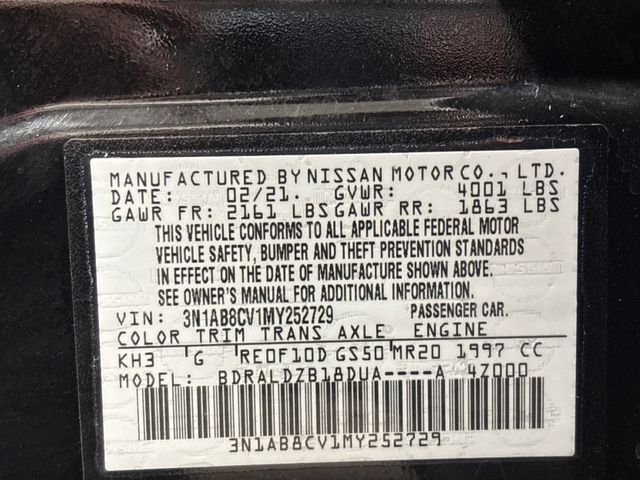 MANUFACTURED BY NISSAN MOTOR CO., LTD.
DATE: 02/21. GVWR: 4001 LBS
GAWR FR: 2161 LBS GAWR RR: 1863 LBS
THIS VEHICLE CONFORMS TO ALL APPLICABLE FEDERAL MOTOR
VEHICLE SAFETY, BUMPER AND THEFT PREVENTION STANDARDS
IN EFFECT ON THE DATE OF MANUFACTURE SHOWN ABOVE.
SEE OWNER'S MANUAL FOR ADDITIONAL INFORMATION.
VIN: 3N1AB8CV1MY252729 PASSENGER CAR.
COLOR TRIM TRANS AXLE ENGINE
KH3 G RE0F10D GS50 MR20 1997 CC
MODEL: BDRALDZB18DUA----A 4Z000
3N1AB8CV1MY252729